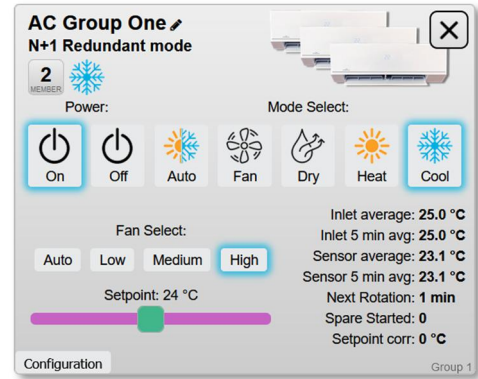 AC Group One
N+1 Redundant mode
X
2
MEMBER
Power:
Mode Select:
On
Off
Auto
Fan
Dry
Heat
Cool
Fan Select:
Auto
Low
Medium
High
Setpoint: 24 °C
Inlet average: 25.0 °C
Inlet 5 min avg: 25.0 °C
Sensor average: 23.1 °C
Sensor 5 min avg: 23.1 °C
Next Rotation: 1 min
Spare Started: 0
Setpoint corr: 0 °C
Configuration
Group 1